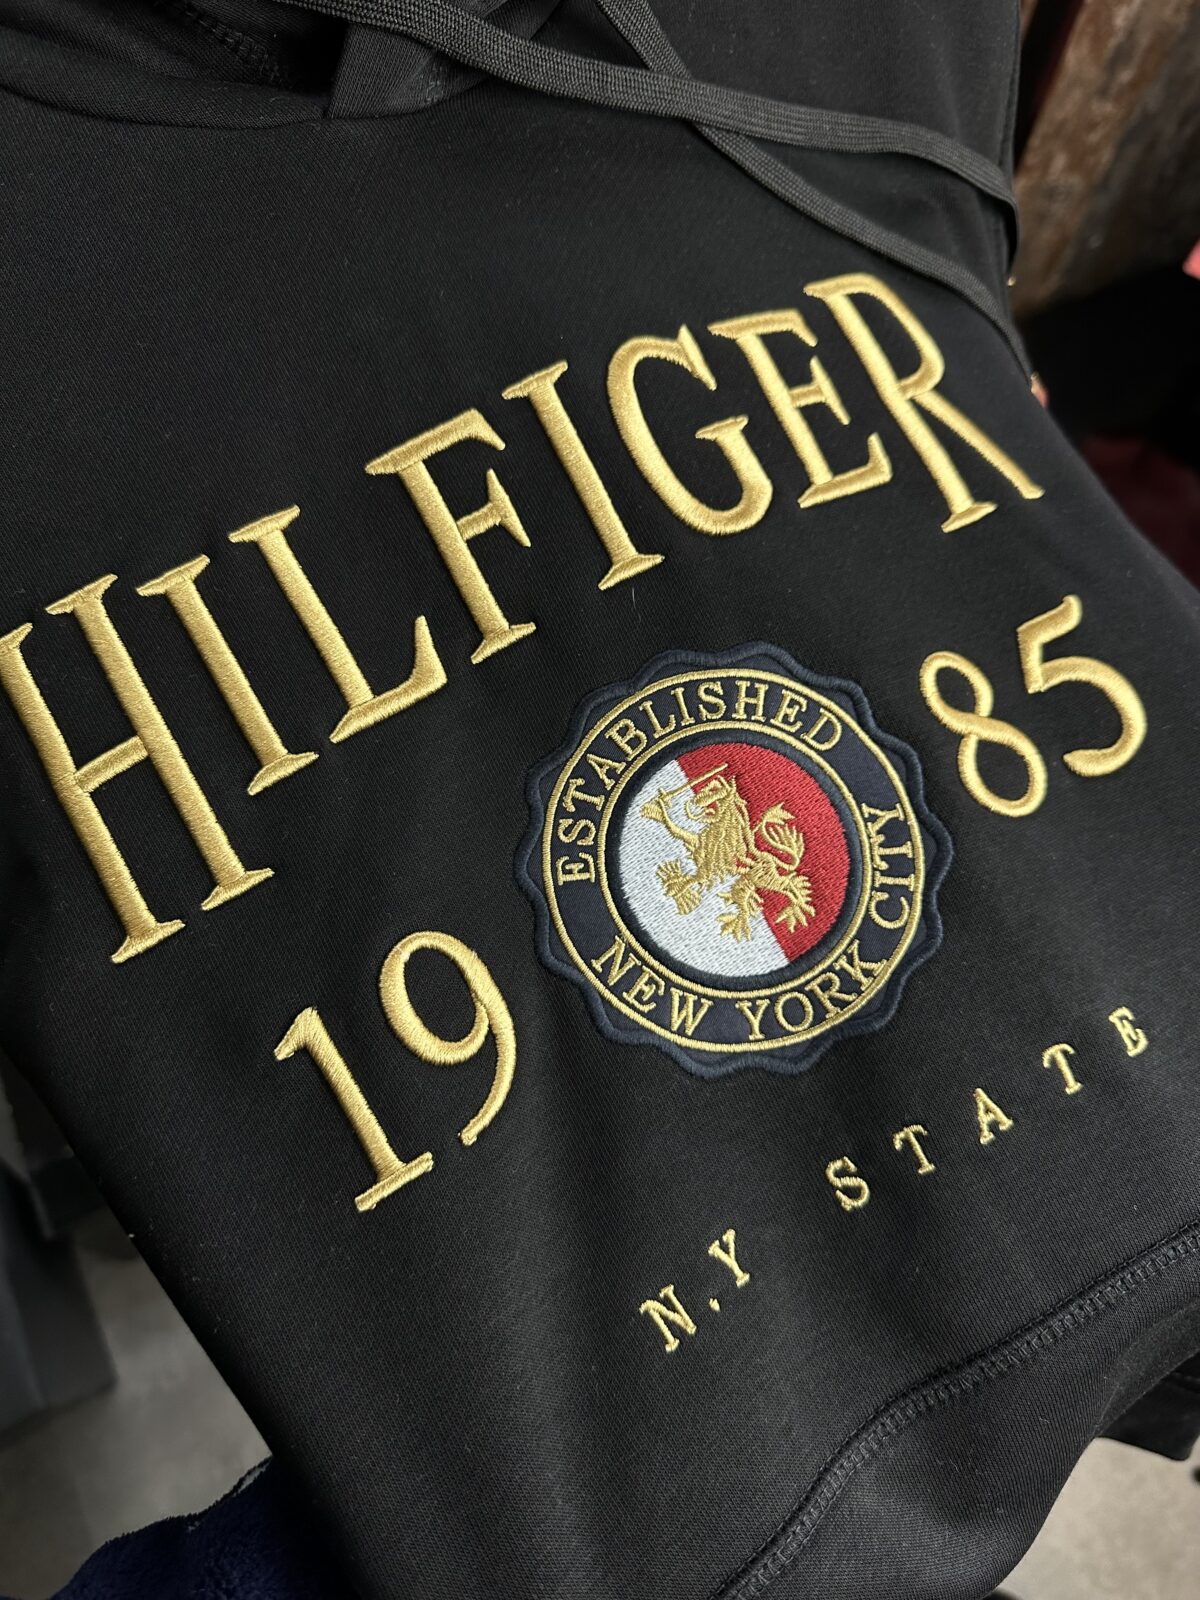 HILFIGER
19 85
ESTABLISHED
NEW YORK CITY
N.Y STATE